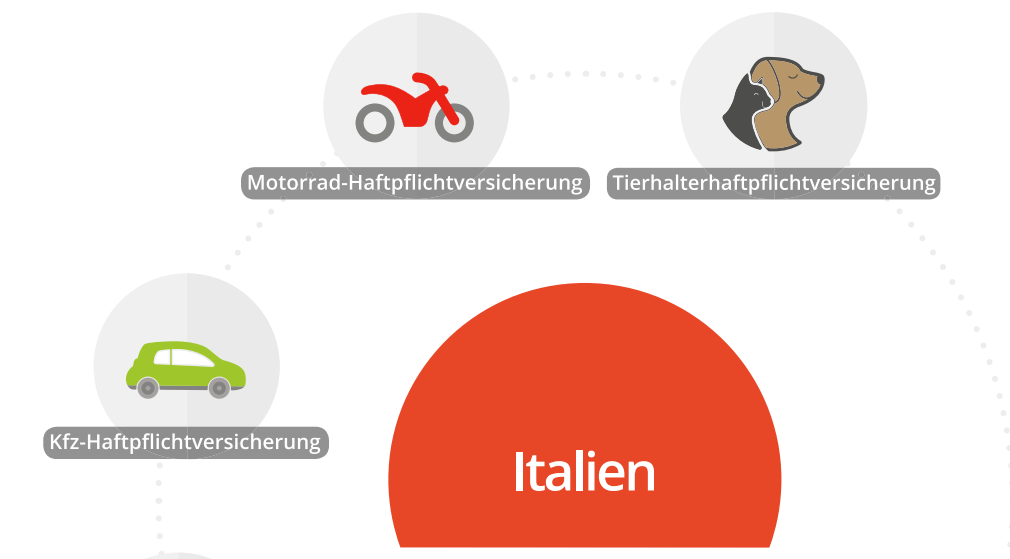 Motorrad-Haftpflichtversicherung
Tierhalterhaftpflichtversicherung
Kfz-Haftpflichtversicherung
Italien